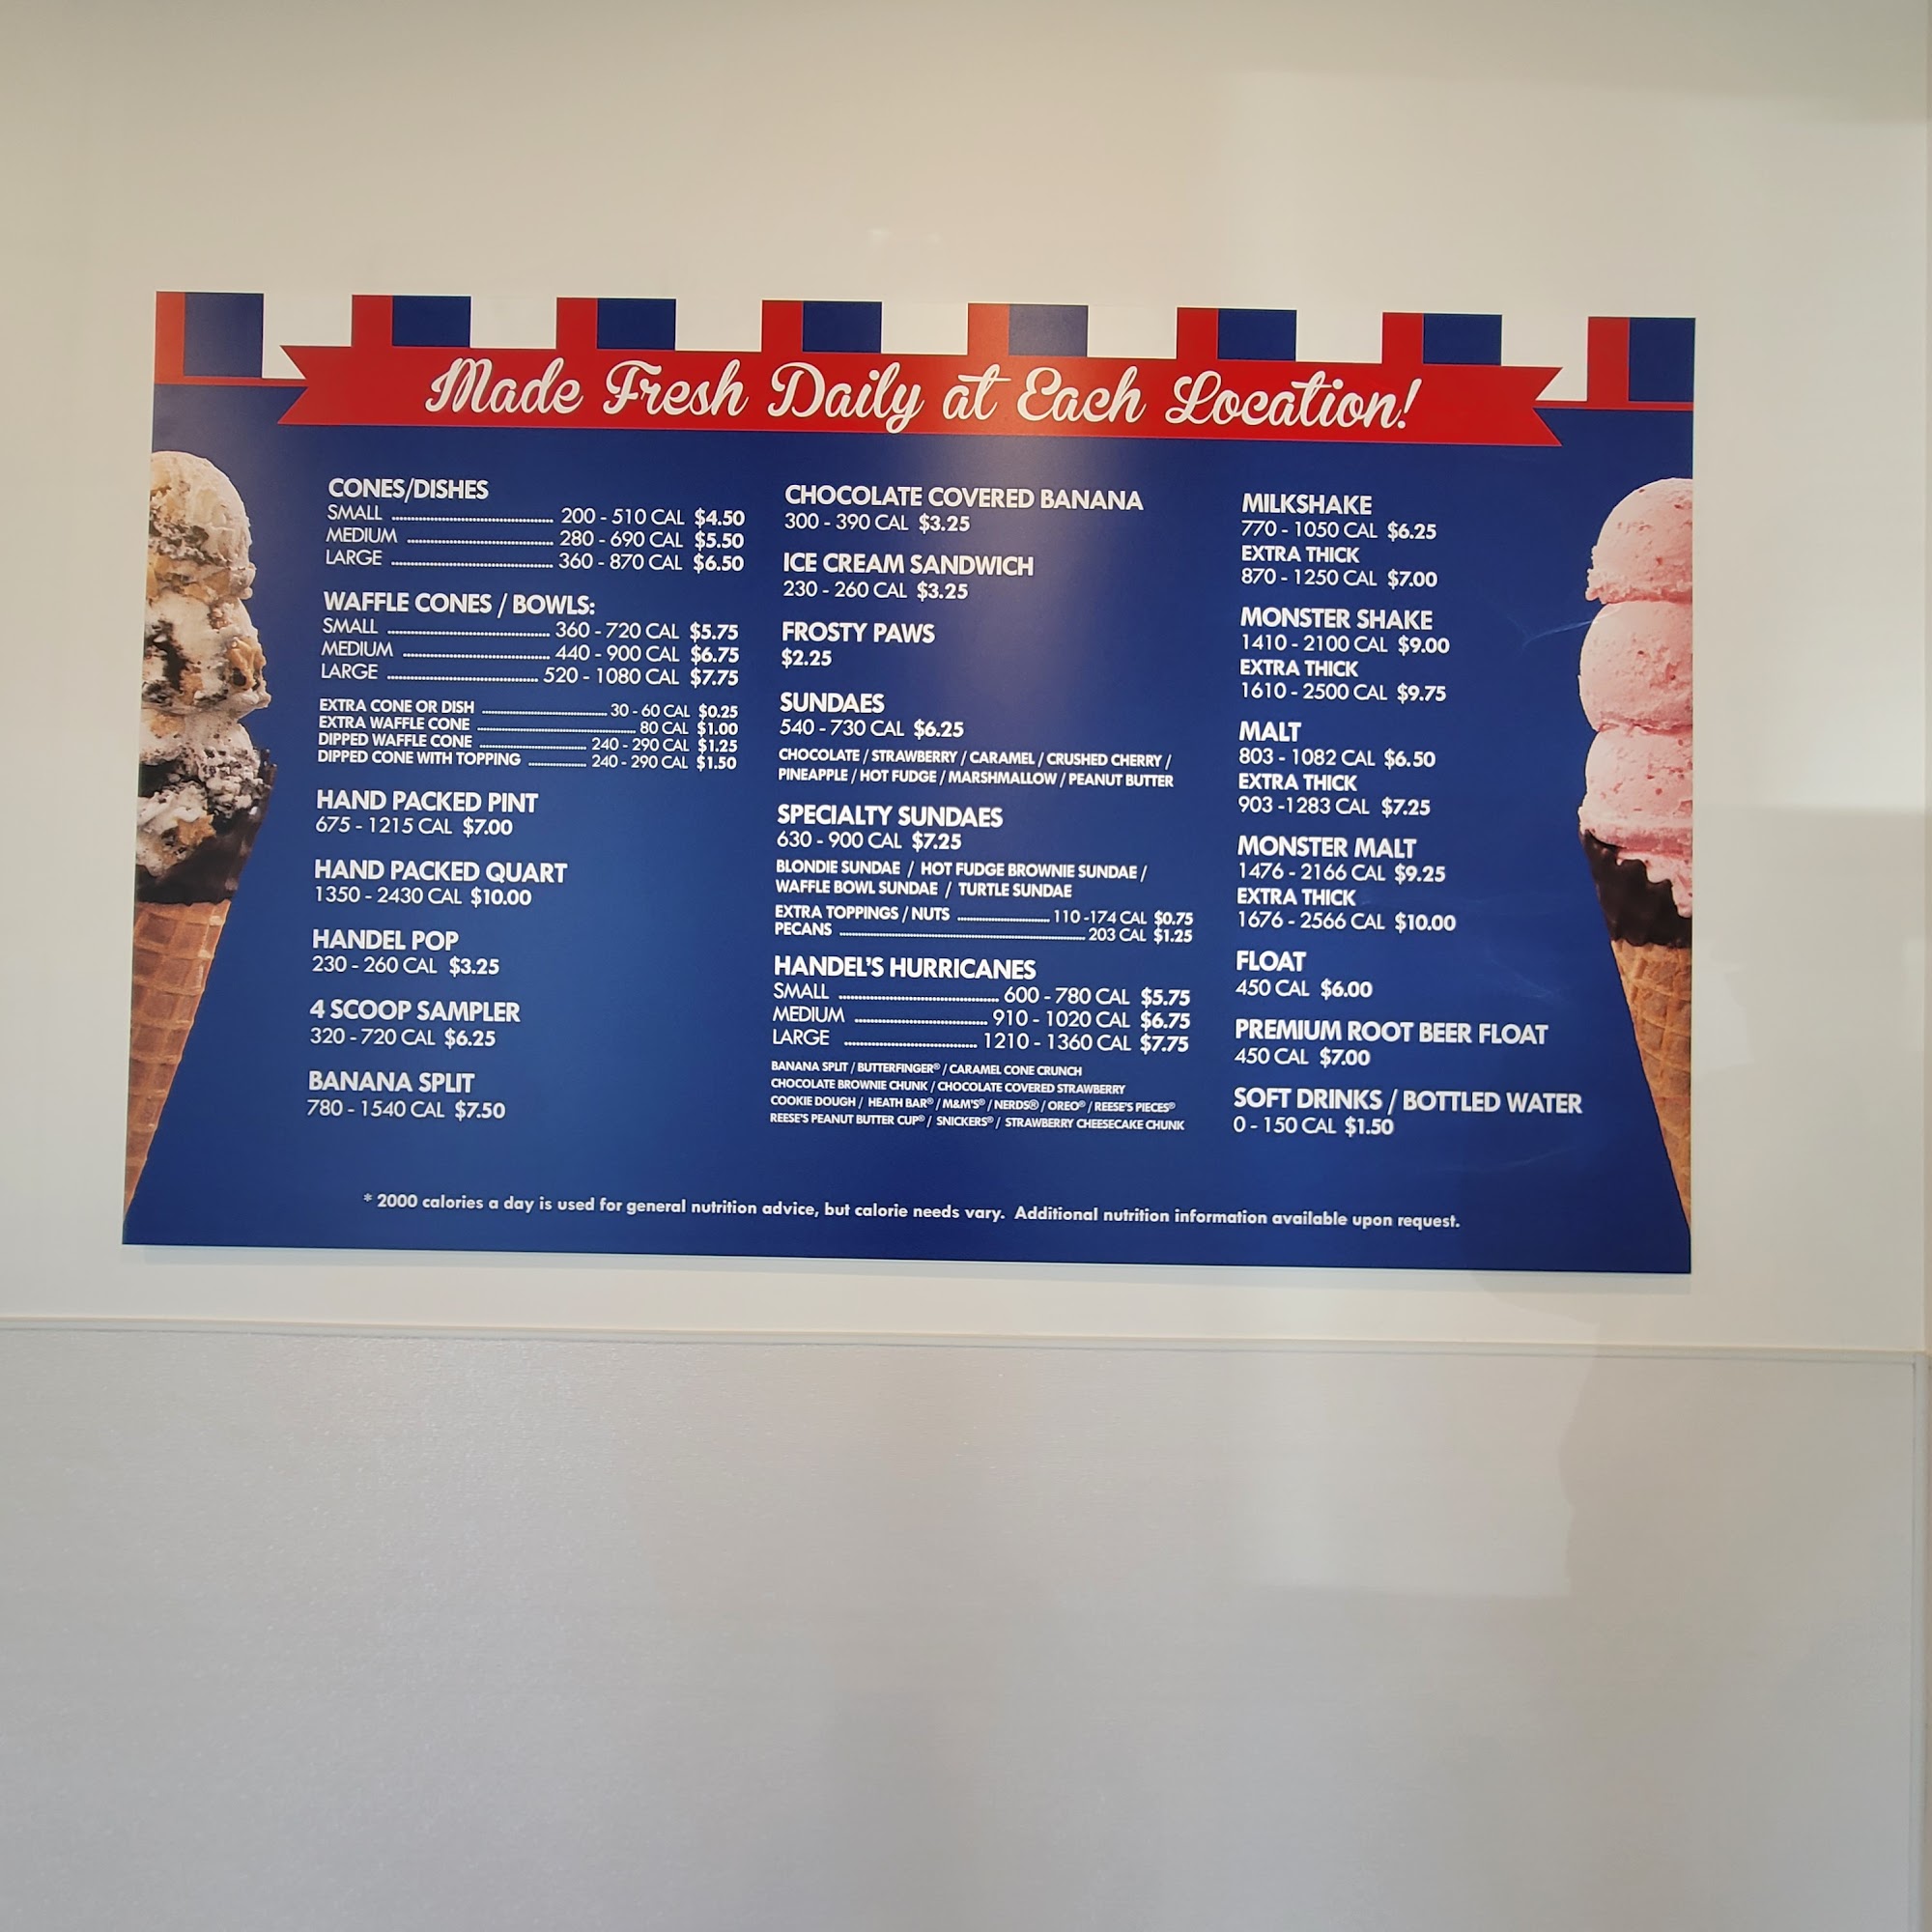 Made Fresh Daily at Each Location!
CONES/DISHES
SMALL 200 - 510 CAL $4.50
MEDIUM 280 - 690 CAL $5.50
LARGE 360 - 870 CAL $6.50
WAFFLE CONES / BOWLS:
SMALL 360 - 720 CAL $5.75
MEDIUM 440 - 900 CAL $6.75
LARGE 520 - 1080 CAL $7.75
EXTRA CONE OR DISH 30 - 60 CAL $0.25
EXTRA WAFFLE CONE 80 CAL $1.00
DIPPED WAFFLE CONE 240 - 290 CAL $1.25
DIPPED CONE WITH TOPPING 240 - 290 CAL $1.50
HAND PACKED PINT
675 - 1215 CAL $7.00
HAND PACKED QUART
1350 - 2430 CAL $10.00
HANDEL POP
230 - 260 CAL $3.25
4 SCOOP SAMPLER
320 - 720 CAL $6.25
BANANA SPLIT
780 - 1540 CAL $7.50
CHOCOLATE COVERED BANANA
300 - 390 CAL $3.25
ICE CREAM SANDWICH
230 - 260 CAL $3.25
FROSTY PAWS
$2.25
SUNDAES
540 - 730 CAL $6.25
CHOCOLATE / STRAWBERRY / CARAMEL / CRUSHED CHERRY /
PINEAPPLE / HOT FUDGE / MARSHMALLOW / PEANUT BUTTER
SPECIALTY SUNDAES
630 - 900 CAL $7.25
BLONDIE SUNDAE / HOT FUDGE BROWNIE SUNDAE /
WAFFLE BOWL SUNDAE / TURTLE SUNDAE
EXTRA TOPPINGS / NUTS 110 -174 CAL $0.75
PECANS 203 CAL $1.25
HANDEL'S HURRICANES
SMALL 600 - 780 CAL $5.75
MEDIUM 910 - 1020 CAL $6.75
LARGE 1210 - 1360 CAL $7.75
BANANA SPLIT / BUTTERFINGER® / CARAMEL CONE CRUNCH
CHOCOLATE BROWNIE CHUNK / CHOCOLATE COVERED STRAWBERRY
COOKIE DOUGH / HEATH BAR® / M&M'S® / NERDS® / OREO® / REESE'S PIECES®
REESE'S PEANUT BUTTER CUP® / SNICKERS® / STRAWBERRY CHEESECAKE CHUNK
MILKSHAKE
770 - 1050 CAL $6.25
EXTRA THICK
870 - 1250 CAL $7.00
MONSTER SHAKE
1410 - 2100 CAL $9.00
EXTRA THICK
1610 - 2500 CAL $9.75
MALT
803 - 1082 CAL $6.50
EXTRA THICK
903 -1283 CAL $7.25
MONSTER MALT
1476 - 2166 CAL $9.25
EXTRA THICK
1676 - 2566 CAL $10.00
FLOAT
450 CAL $6.00
PREMIUM ROOT BEER FLOAT
450 CAL $7.00
SOFT DRINKS / BOTTLED WATER
0 - 150 CAL $1.50
* 2000 calories a day is used for general nutrition advice, but calorie needs vary. Additional nutrition information available upon request.